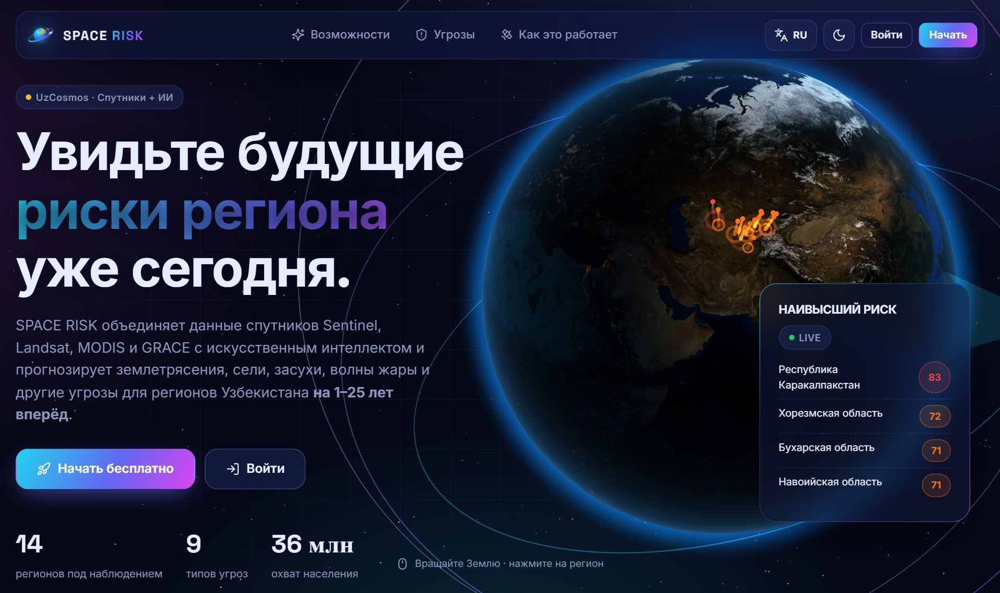 SPACE RISK
Возможности
Угрозы
Как это работает
RU
Войти
Начать
UzCosmos · Спутники + ИИ
Увидьте будущие
риски региона
уже сегодня.
SPACE RISK объединяет данные спутников Sentinel,
Landsat, MODIS и GRACE с искусственным интеллектом и
прогнозирует землетрясения, сели, засухи, волны жары и
другие угрозы для регионов Узбекистана на 1–25 лет
вперёд.
Начать бесплатно
Войти
14
регионов под наблюдением
9
типов угроз
36 млн
охват населения
Вращайте Землю · нажмите на регион
НАИВЫСШИЙ РИСК
LIVE
Республика
Каракалпакстан
83
Хорезмская область
72
Бухарская область
71
Навоийская область
71